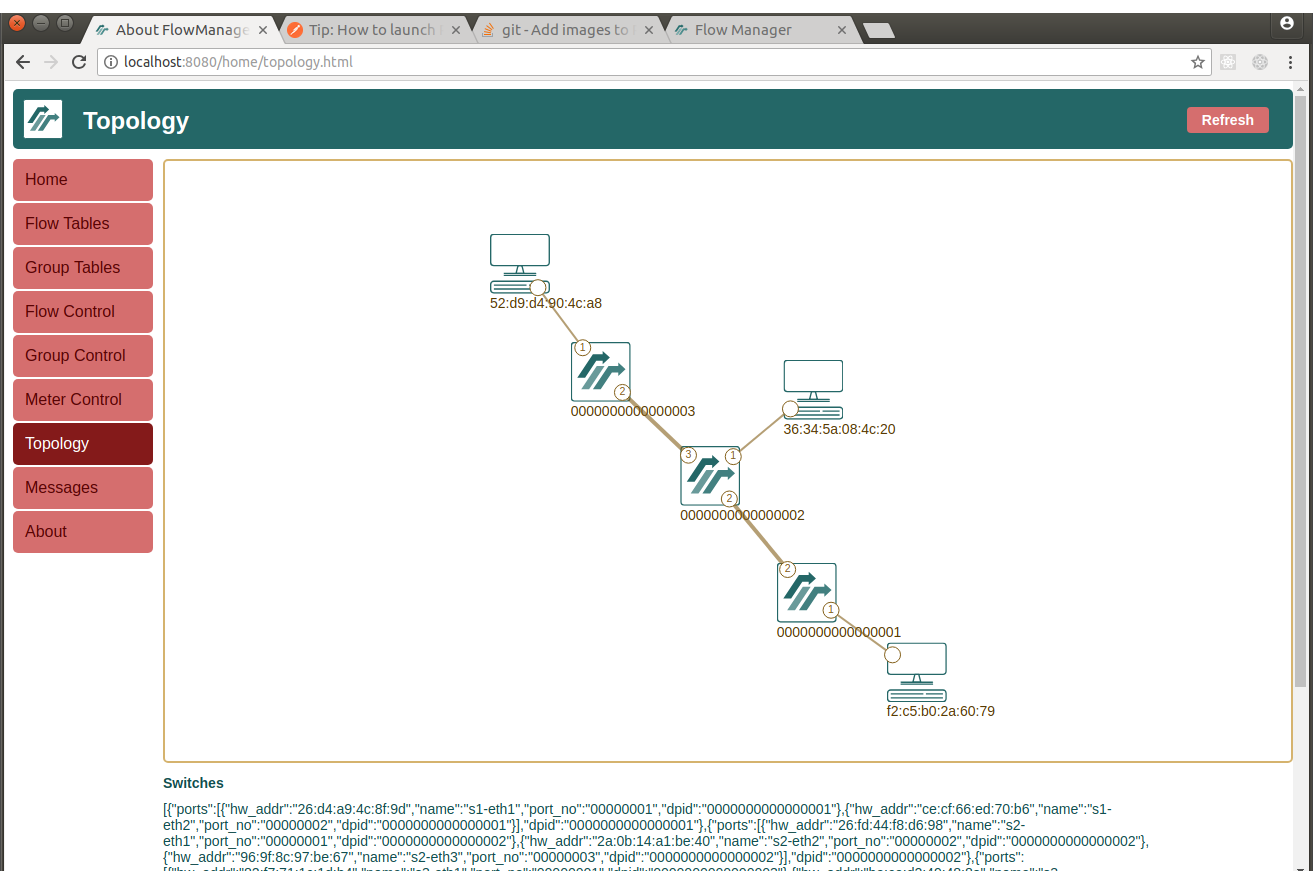 About FlowManage
Tip: How to launch
git - Add images to
Flow Manager
localhost:8080/home/topology.html
Topology
Refresh
Home
Flow Tables
Group Tables
Flow Control
Group Control
Meter Control
Topology
Messages
About
52:d9:d4:90:4c:a8
1
2
0000000000000003
36:34:5a:08:4c:20
3
1
2
0000000000000002
2
1
0000000000000001
f2:c5:b0:2a:60:79
Switches
[{"ports":[{"hw_addr":"26:d4:a9:4c:8f:9d","name":"s1-eth1","port_no":"00000001","dpid":"0000000000000001"},{"hw_addr":"ce:cf:66:ed:70:b6","name":"s1-
eth2","port_no":"00000002","dpid":"0000000000000001"}],"dpid":"0000000000000001"},{"ports":[{"hw_addr":"26:fd:44:f8:d6:98","name":"s2-
eth1","port_no":"00000001","dpid":"0000000000000002"},{"hw_addr":"2a:0b:14:a1:be:40","name":"s2-eth2","port_no":"00000002","dpid":"0000000000000002"},
{"hw_addr":"96:9f:8c:97:be:67","name":"s2-eth3","port_no":"00000003","dpid":"0000000000000002"}],"dpid":"0000000000000002"},{"ports":